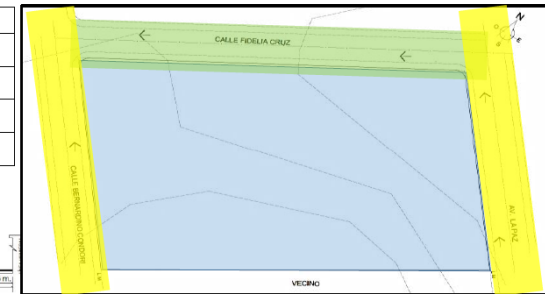 CALLE FIDELIA CRUZ
N
E
CALLE BERNARDINO CONDORI
AV. LA PAZ
VECINO
m.